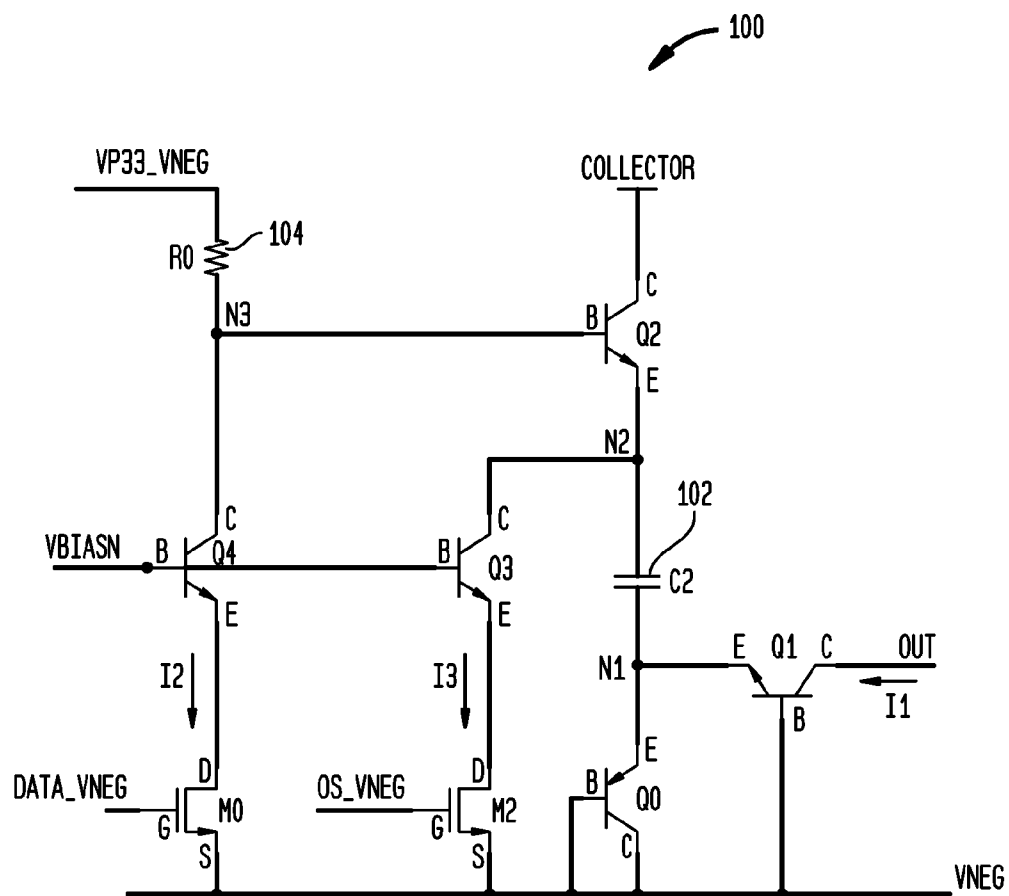 100
VP33_VNEG
COLLECTOR
104
R0
C
N3
B
Q2
E
N2
102
C
C
VBIASN
B
Q4
B
Q3
C2
E
E
E
Q1
C
OUT
N1
I2
I3
I1
B
E
D
D
B
Q0
DATA_VNEG
OS_VNEG
M0
M2
G
G
C
S
S
VNEG